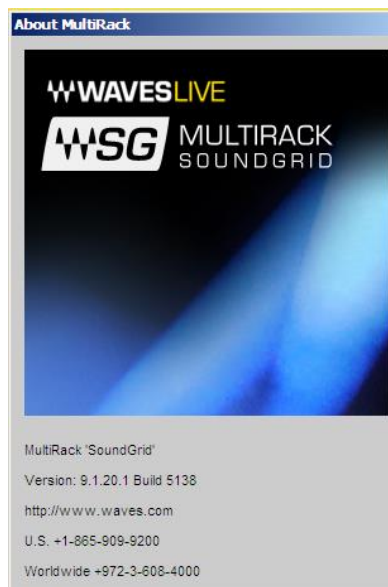 About MultiRack
WAVESLIVE
SG MULTIRACK
SOUNDGRID
MultiRack 'SoundGrid'
Version: 9.1.20.1 Build 5138
http://www.waves.com
U.S. +1-865-909-9200
Worldwide +972-3-608-4000